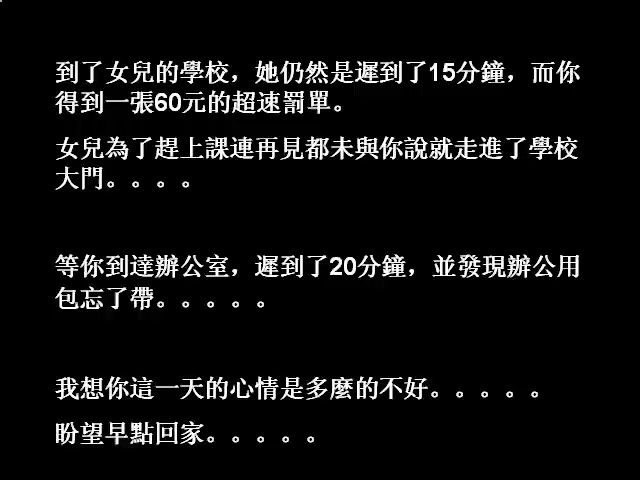 到了女兒的學校，她仍然是遲到了15分鐘，而你
得到一張60元的超速罰單。
女兒為了趕上課連再見都未與你說就走進了學校
大門。。。。
等你到達辦公室，遲到了20分鐘，並發現辦公用
包忘了帶。。。。。
我想你這一天的心情是多麼的不好。。。。。
盼望早點回家。。。。。